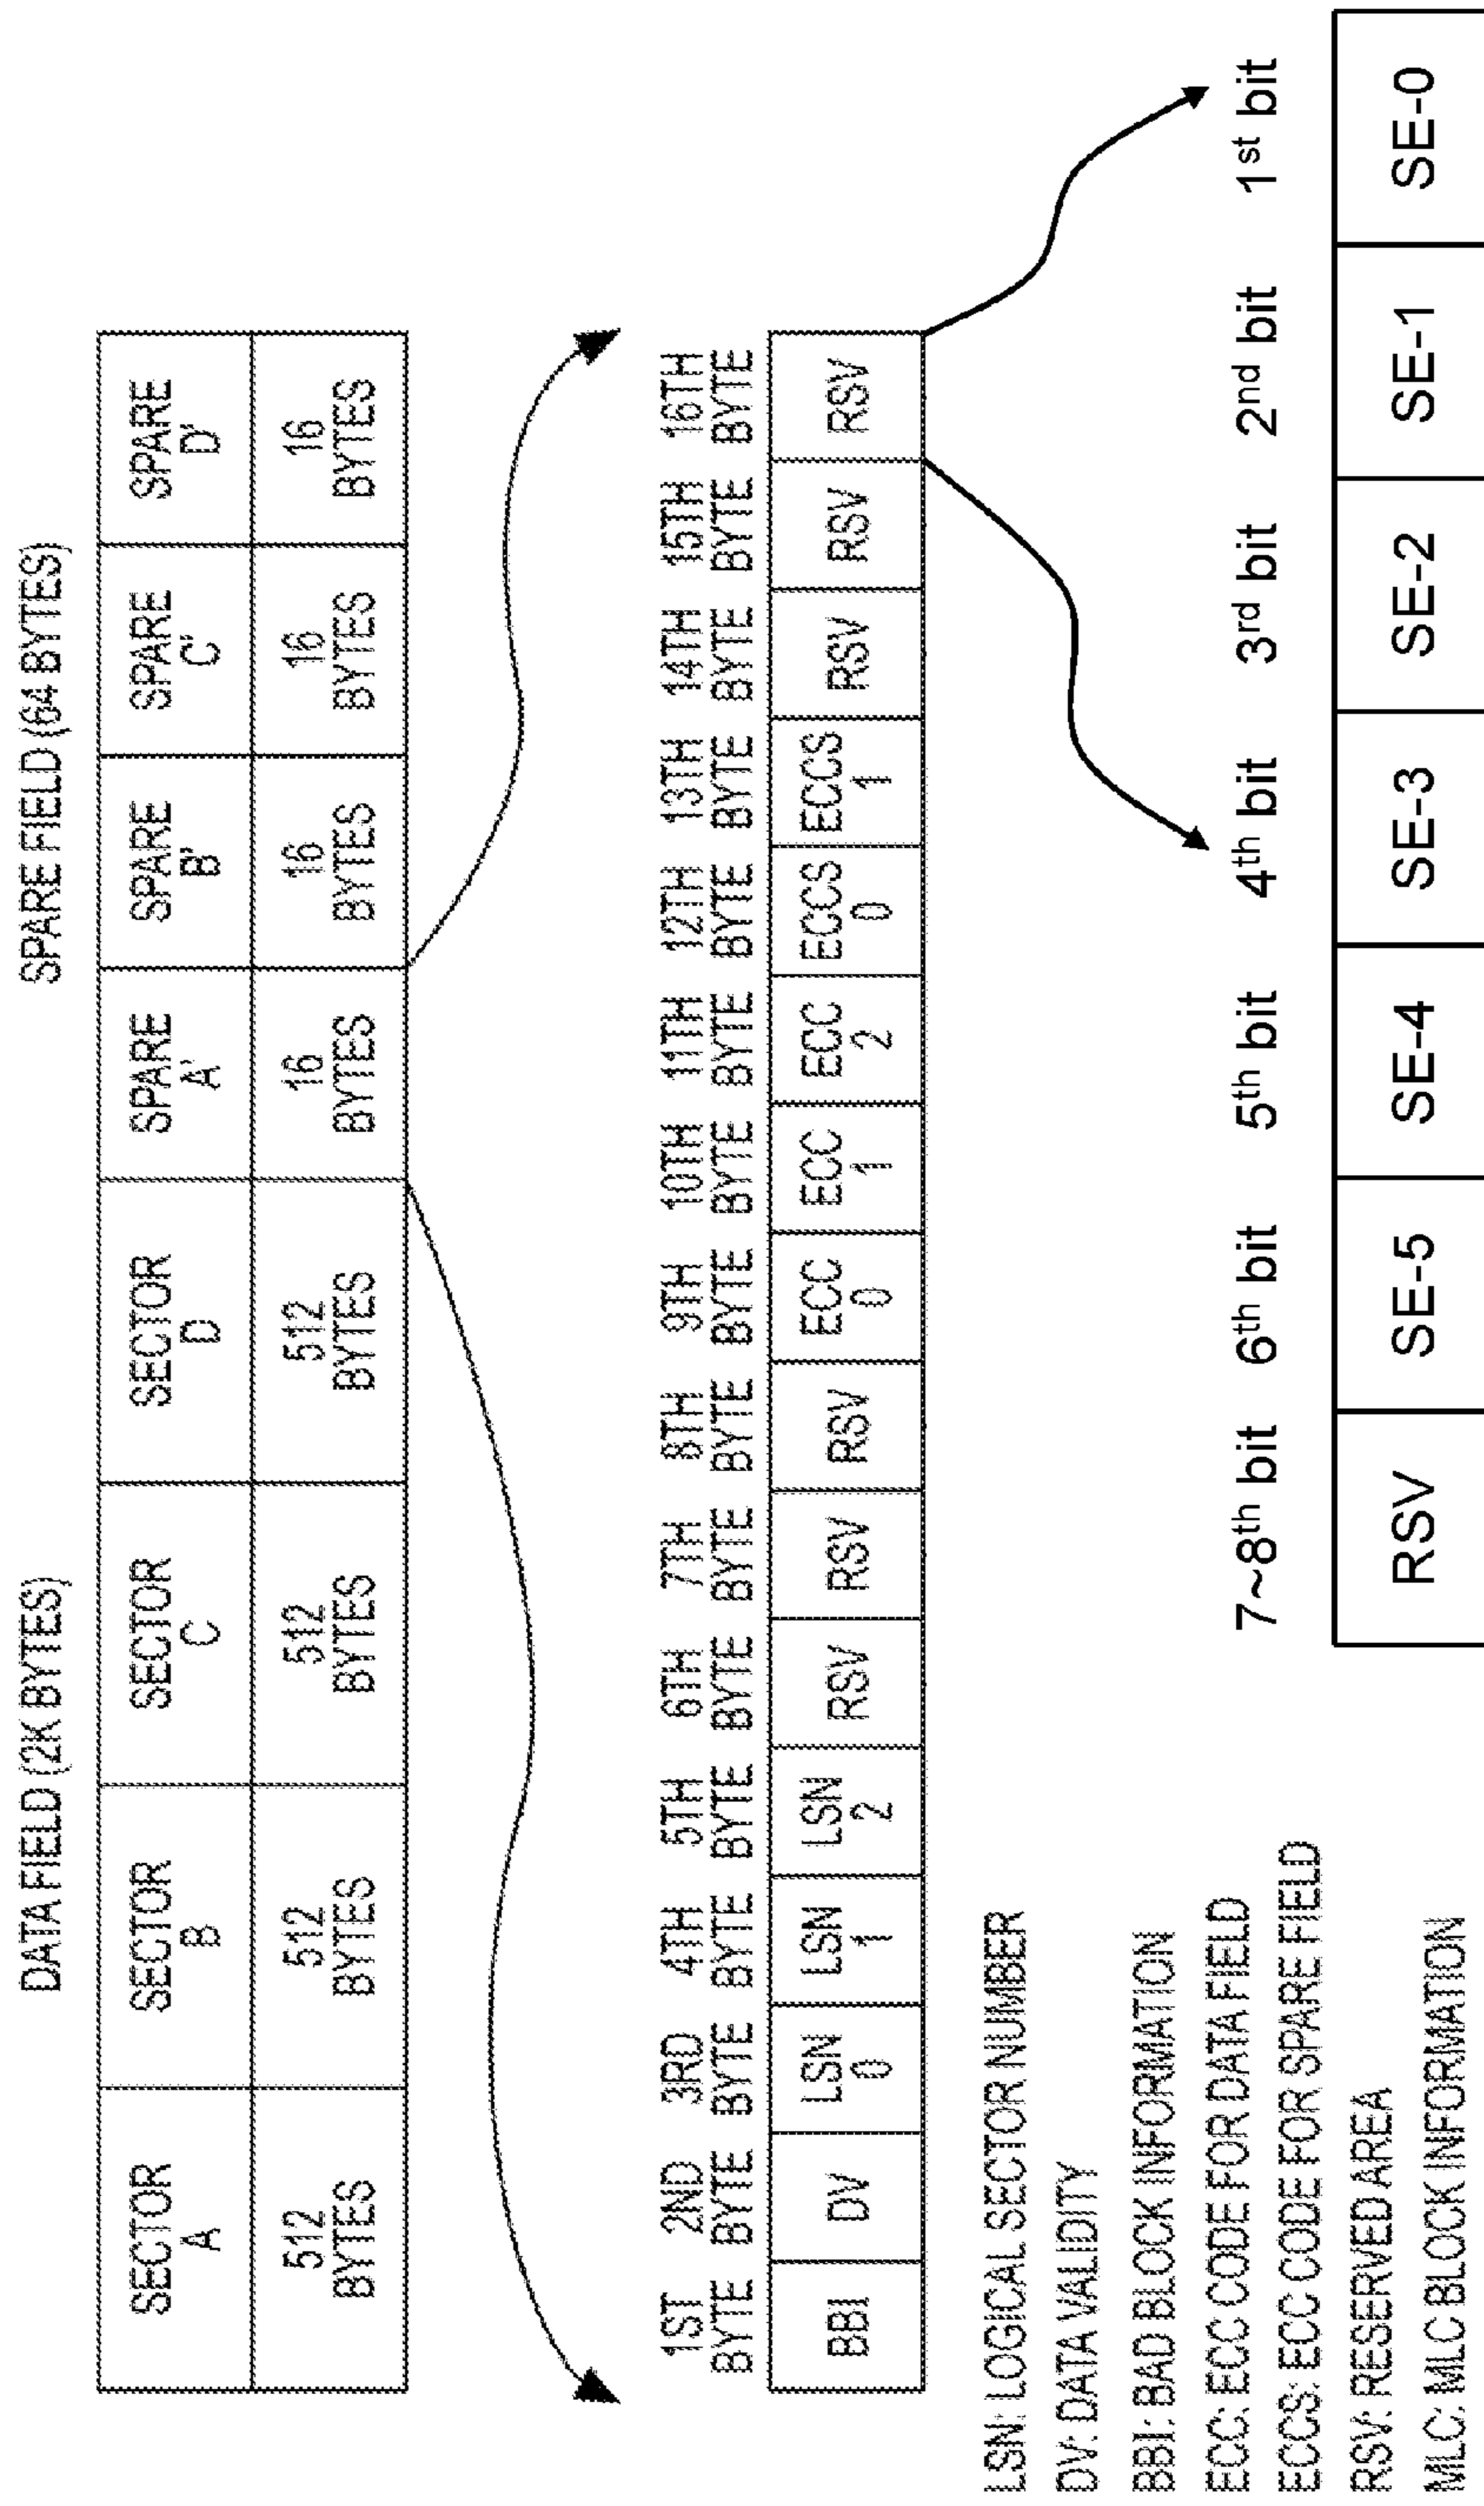 DATA FIELD (2K BYTES)
SPARE FIELD (64 BYTES)
SECTOR A
SECTOR B
SECTOR C
SECTOR D
SPARE A'
SPARE B'
SPARE C'
SPARE D'
512 BYTES
512 BYTES
512 BYTES
512 BYTES
16 BYTES
16 BYTES
16 BYTES
16 BYTES
1ST BYTE
2ND BYTE
3RD BYTE
4TH BYTE
5TH BYTE
6TH BYTE
7TH BYTE
8TH BYTE
9TH BYTE
10TH BYTE
11TH BYTE
12TH BYTE
13TH BYTE
14TH BYTE
15TH BYTE
16TH BYTE
BBI
DV
LSN 0
LSN 1
LSN 2
RSV
RSV
RSV
ECC 0
ECC 1
ECC 2
ECCS 0
ECCS 1
RSV
RSV
RSV
LSN: LOGICAL SECTOR NUMBER
DV: DATA VALIDITY
BBI: BAD BLOCK INFORMATION
ECC: ECC CODE FOR DATA FIELD
ECCS: ECC CODE FOR SPARE FIELD
RSV: RESERVED AREA
MLC: MLC BLOCK INFORMATION
7~8th bit
6th bit
5th bit
4th bit
3rd bit
2nd bit
1st bit
RSV
SE-5
SE-4
SE-3
SE-2
SE-1
SE-0